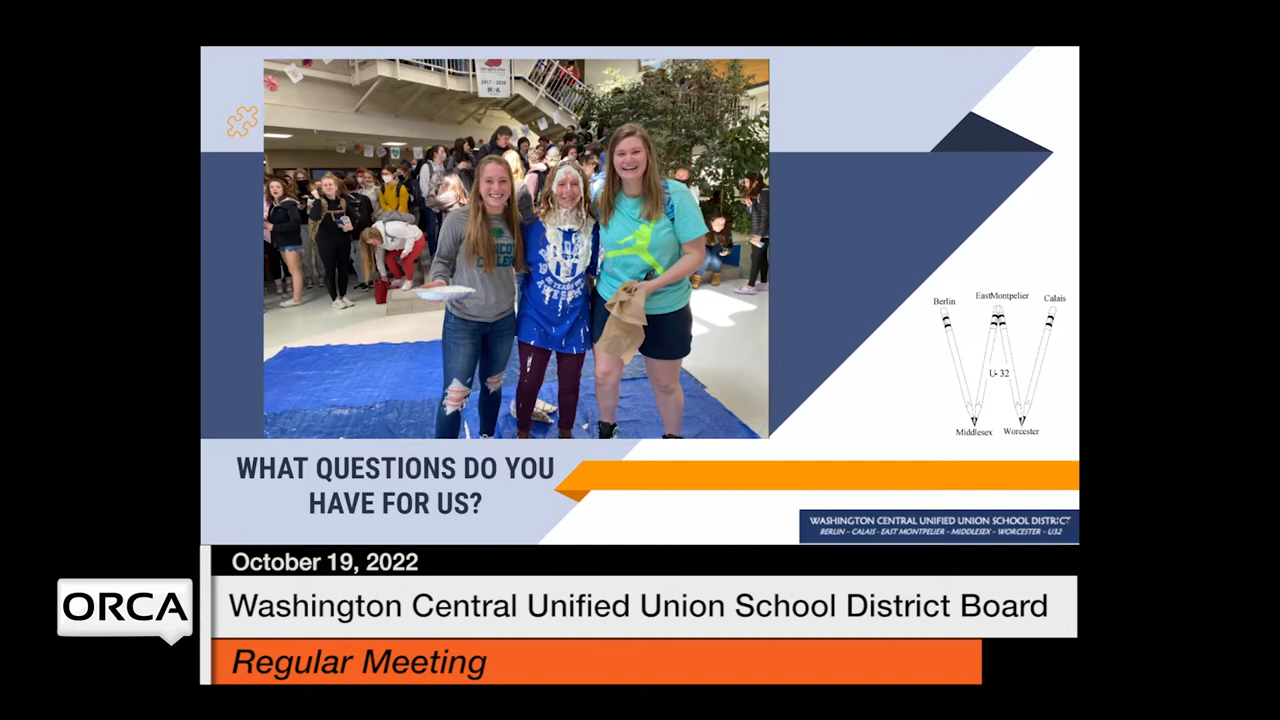 2017 - 2020
WHAT QUESTIONS DO YOU
HAVE FOR US?
Berlin
EastMontpelier
Calais
U-32
Middlesex
Worcester
WASHINGTON CENTRAL UNIFIED UNION SCHOOL DISTRICT
BERLIN – CALAIS - EAST MONTPELIER – MIDDLESEX – WORCESTER – U32
October 19, 2022
ORCA
Washington Central Unified Union School District Board
Regular Meeting